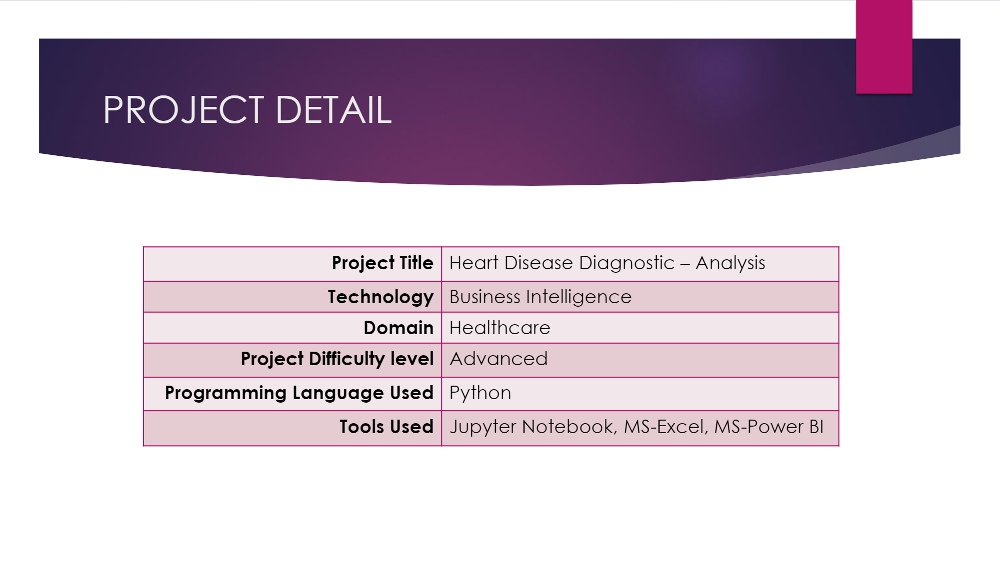 PROJECT DETAIL
Project Title Heart Disease Diagnostic – Analysis
Technology Business Intelligence
Domain Healthcare
Project Difficulty level Advanced
Programming Language Used Python
Tools Used Jupyter Notebook, MS-Excel, MS-Power BI